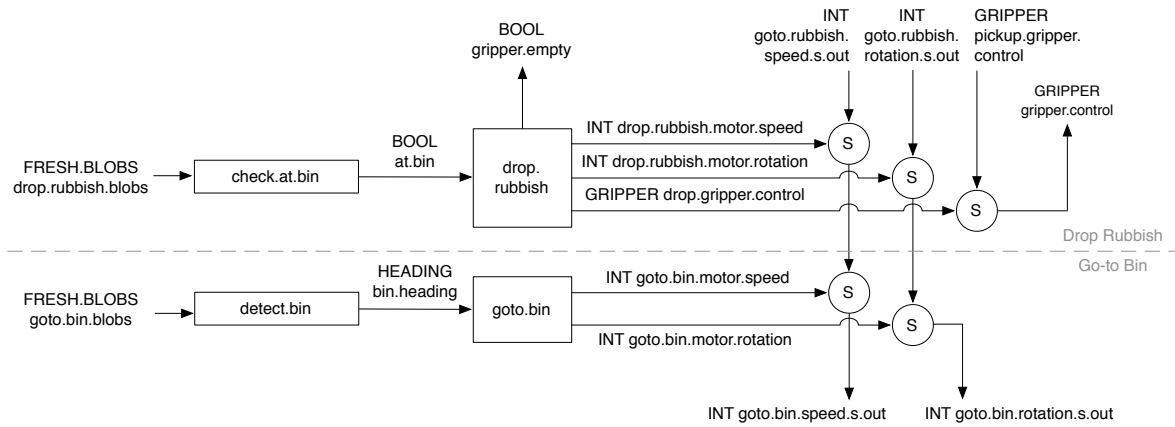 BOOL
gripper.empty
INT
goto.rubbish.
speed.s.out
INT
goto.rubbish.
rotation.s.out
GRIPPER
pickup.gripper.
control
GRIPPER
gripper.control
FRESH.BLOBS
drop.rubbish.blobs
check.at.bin
BOOL
at.bin
drop.
rubbish
INT drop.rubbish.motor.speed
S
INT drop.rubbish.motor.rotation
S
GRIPPER drop.gripper.control
S
Drop Rubbish
Go-to Bin
FRESH.BLOBS
goto.bin.blobs
detect.bin
HEADING
bin.heading
goto.bin
INT goto.bin.motor.speed
S
INT goto.bin.motor.rotation
S
INT goto.bin.speed.s.out
INT goto.bin.rotation.s.out